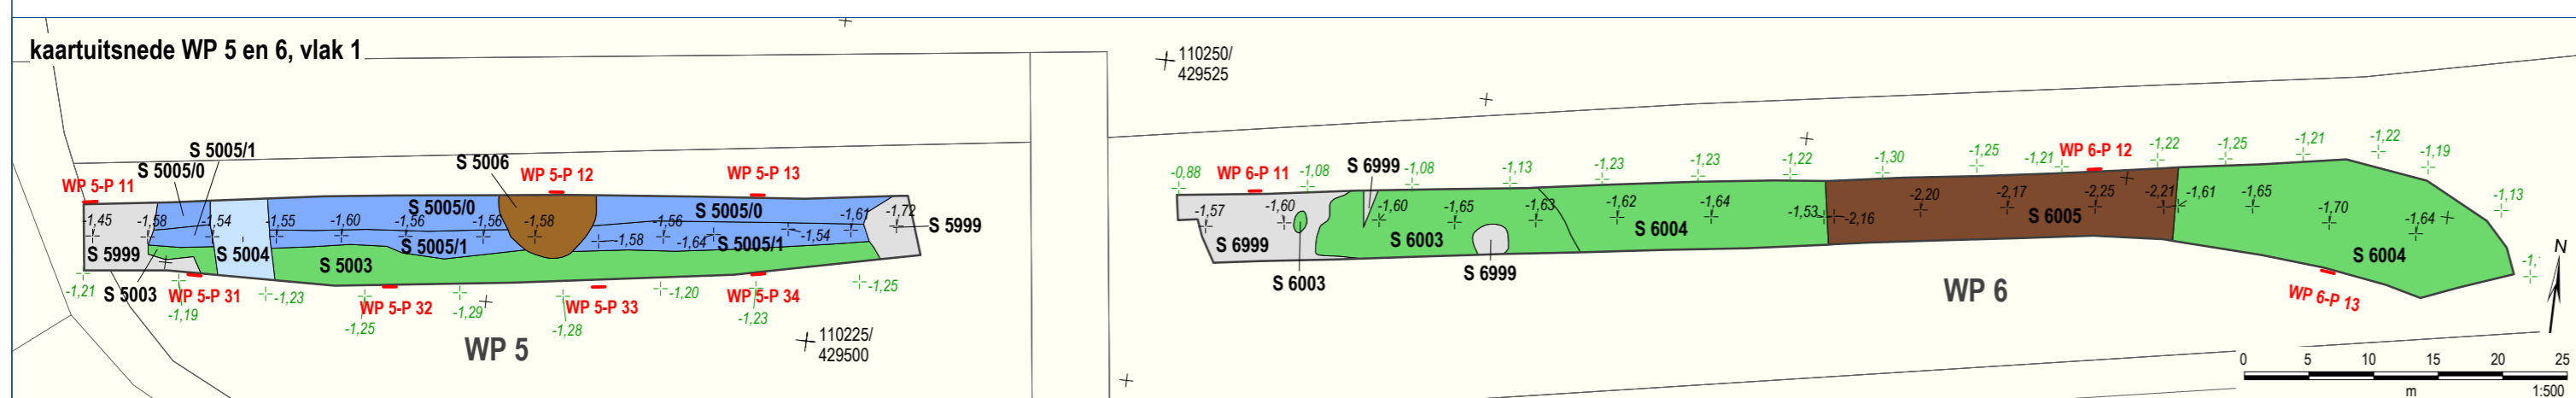 kaartuitsnede WP 5 en 6, vlak 1
110250/
429525
S 5005/1
S 5005/0
S 5006
WP 5-P 11
WP 5-P 12
WP 5-P 13
S 5005/0
S 5005/0
-1,45
-1,58
-1,54
-1,55
-1,60
-1,56
-1,56
-1,58
-1,56
-1,61
-1,72
S 5999
-1,58
-1,64
-1,54
S 5999
S 5004
S 5005/1
S 5005/1
S 5003
S 5003
-1,21
WP 5-P 31
-1,23
WP 5-P 32
WP 5-P 33
-1,20
WP 5-P 34
-1,25
-1,19
-1,25
-1,29
-1,28
-1,23
WP 5
110225/
429500
-0,88
WP 6-P 11
-1,08
S 6999
-1,08
-1,13
-1,23
-1,23
-1,22
-1,30
-1,25
-1,21
WP 6-P 12
-1,22
-1,25
-1,21
-1,22
-1,19
-1,13
-1,57
-1,60
-1,60
-1,65
-1,63
-1,62
-1,64
-1,53
-2,16
-2,20
-2,17
-2,25
-2,21
-1,61
-1,65
-1,70
-1,64
S 6999
S 6003
S 6004
S 6005
S 6004
S 6003
S 6999
WP 6
WP 6-P 13
N
0 5 10 15 20 25
m 1:500